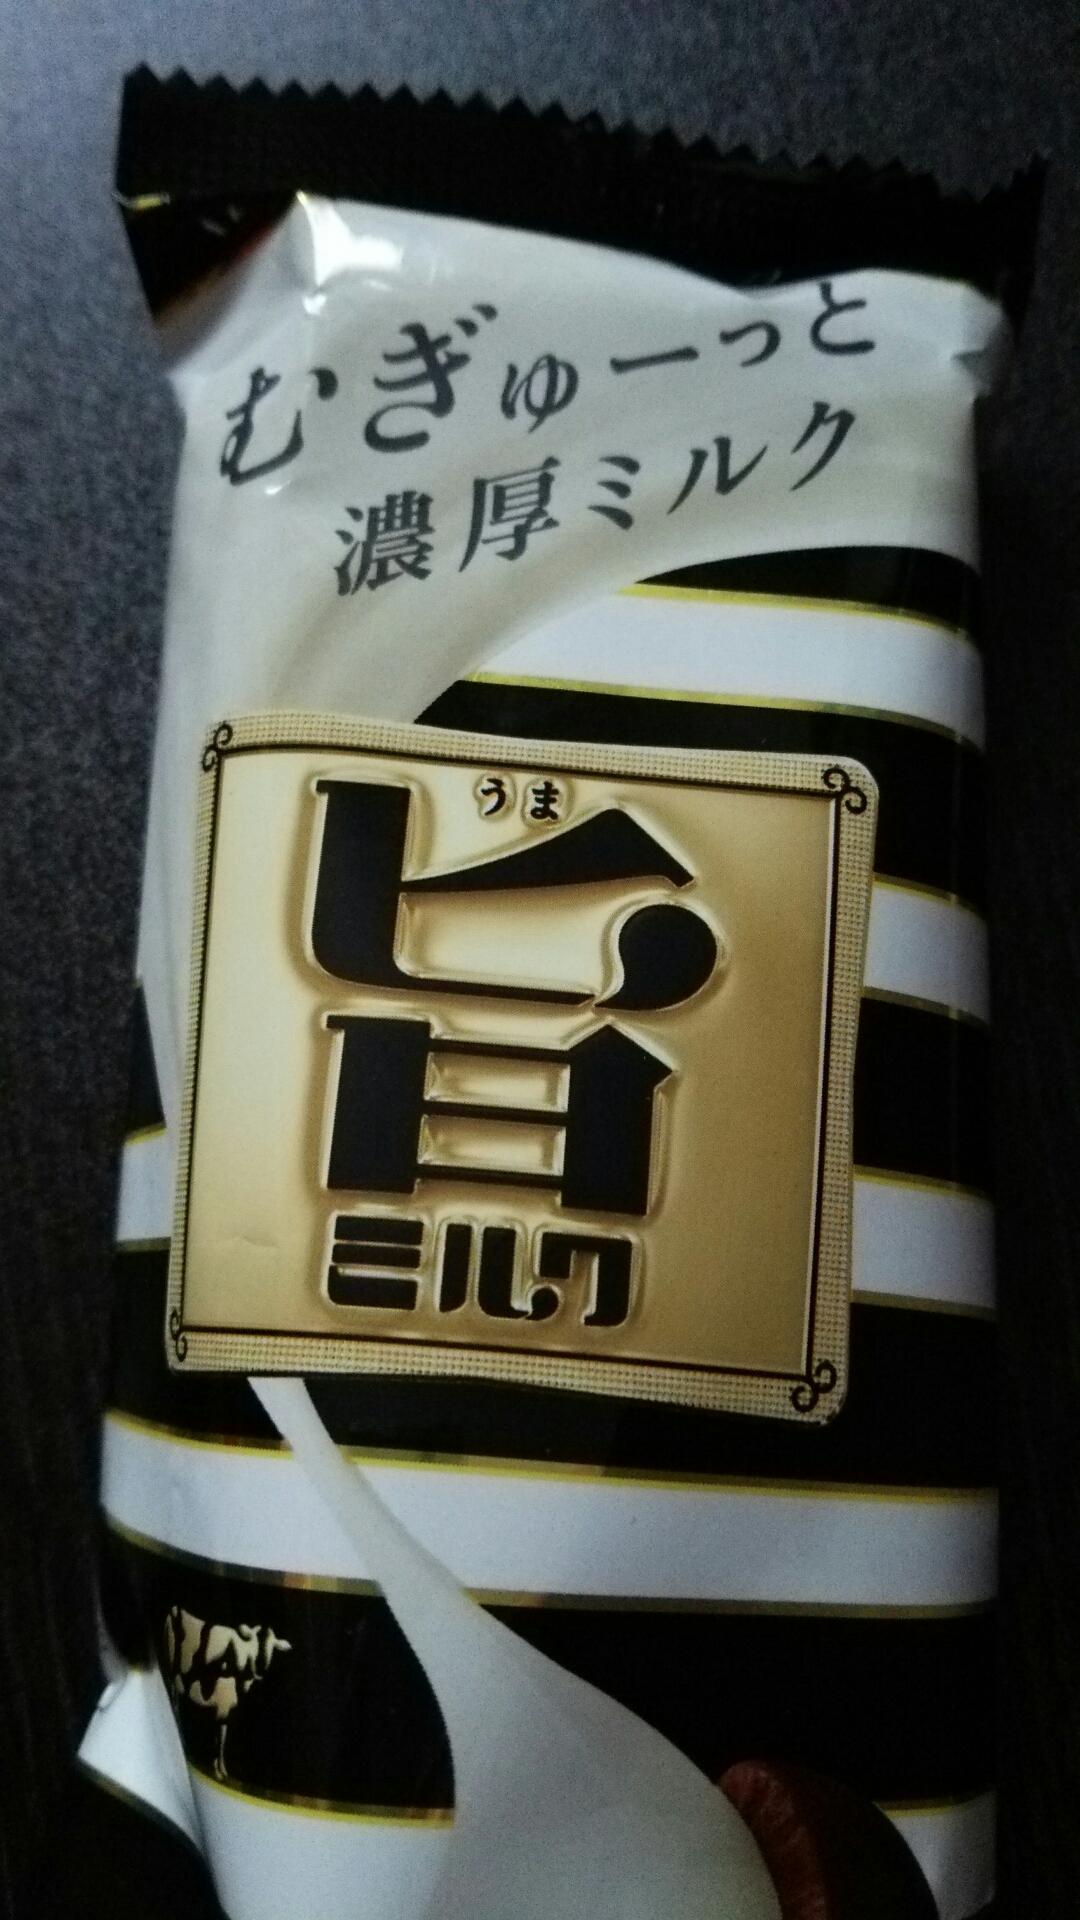 むぎゅーっと
濃厚ミルク
うま
旨
ミルク